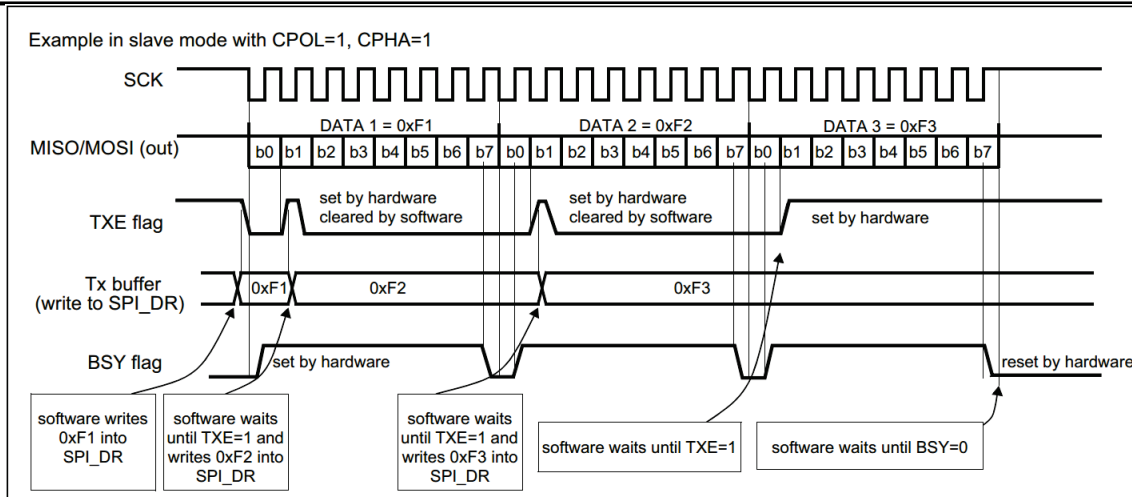 Example in slave mode with CPOL=1, CPHA=1
SCK
DATA 1 = 0xF1
DATA 2 = 0xF2
DATA 3 = 0xF3
MISO/MOSI (out)
b0 b1 b2 b3 b4 b5 b6 b7 b0 b1 b2 b3 b4 b5 b6 b7 b0 b1 b2 b3 b4 b5 b6 b7
TXE flag
set by hardware
cleared by software
set by hardware
cleared by software
set by hardware
Tx buffer
(write to SPI_DR)
0xF1
0xF2
0xF3
BSY flag
set by hardware
reset by hardware
software writes
0xF1 into
SPI_DR
software waits
until TXE=1 and
writes 0xF2 into
SPI_DR
software waits
until TXE=1 and
writes 0xF3 into
SPI_DR
software waits until TXE=1
software waits until BSY=0